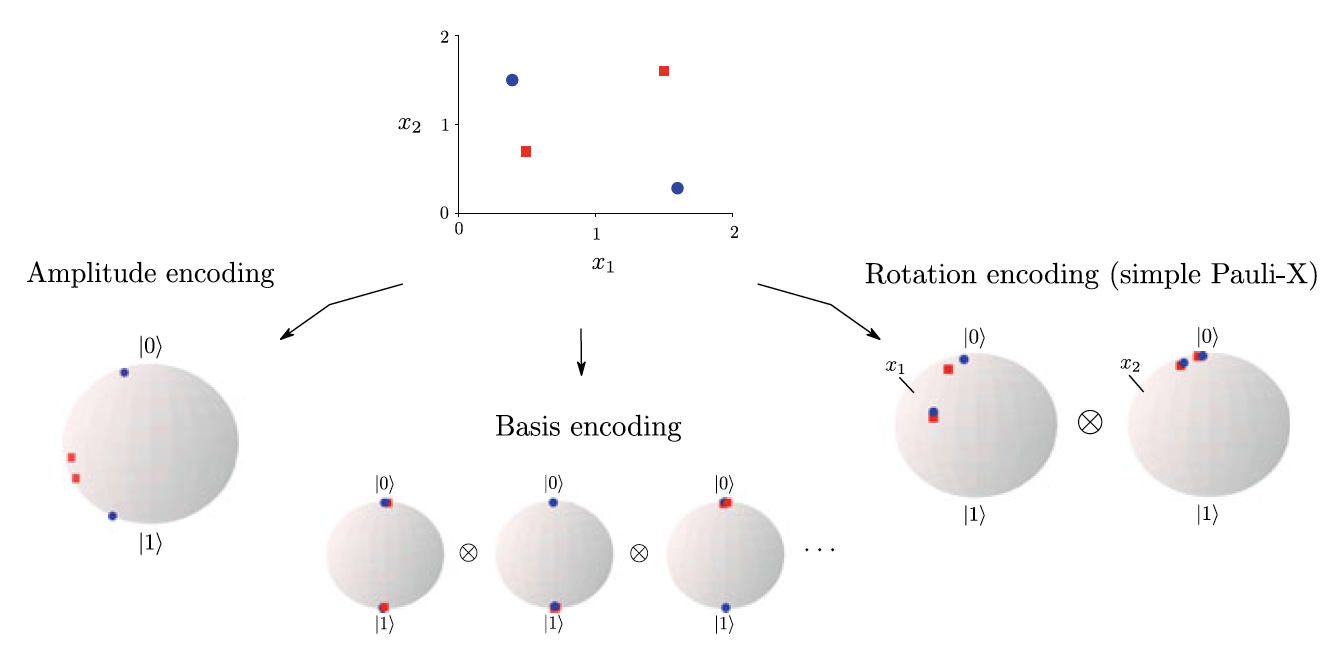 2
x₂ 1
0
0 1 2
x₁
Amplitude encoding
Rotation encoding (simple Pauli-X)
|0⟩
|1⟩
Basis encoding
|0⟩ |0⟩ |0⟩
⊗ ⊗ ...
|1⟩ |1⟩ |1⟩
x₁ |0⟩ x₂ |0⟩
⊗
|1⟩ |1⟩